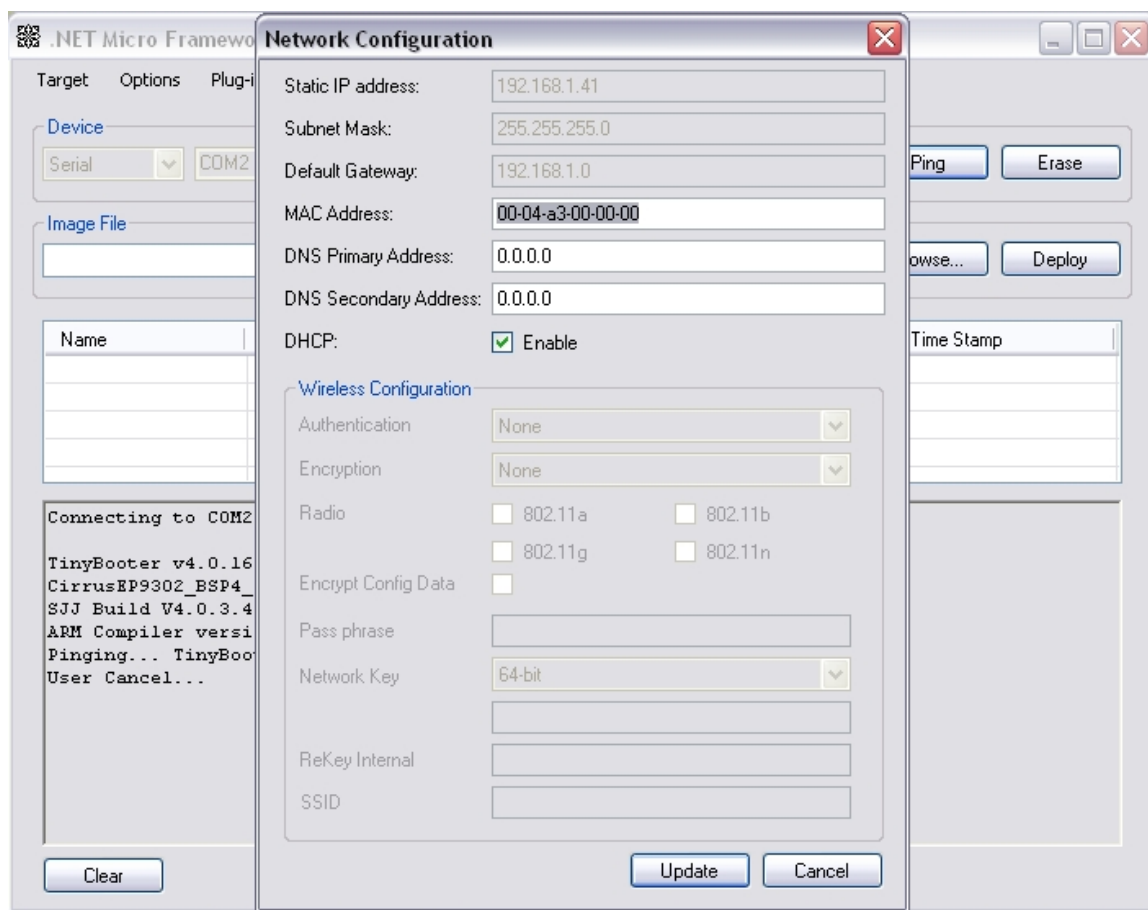 .NET Micro Framewo
Network Configuration
Target Options Plug-i
Device
Serial COM2
Ping Erase
Image File
owse... Deploy
Name
Time Stamp
Static IP address: 192.168.1.41
Subnet Mask: 255.255.255.0
Default Gateway: 192.168.1.0
MAC Address: 00-04-a3-00-00-00
DNS Primary Address: 0.0.0.0
DNS Secondary Address: 0.0.0.0
DHCP: Enable
Wireless Configuration
Authentication None
Encryption None
Radio 802.11a 802.11b
802.11g 802.11n
Encrypt Config Data
Pass phrase
Network Key 64-bit
ReKey Internal
SSID
Update Cancel
Connecting to COM2
TinyBooter v4.0.16
CirrusEP9302_BSP4_
SJJ Build V4.0.3.4
ARM Compiler versi
Pinging... TinyBoo
User Cancel...
Clear